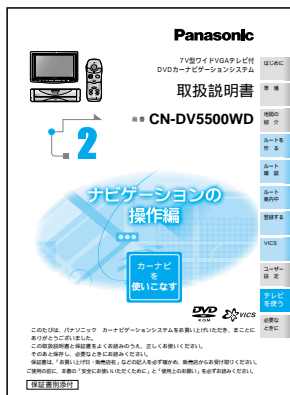 Panasonic
7V型ワイドVGAテレビ付
DVDカーナビゲーションシステム
取扱説明書
品番 CN-DV5500WD
2
ナビゲーションの
操作編
カーナビ
を
使いこなす
DVD
ROM
VICS
このたびは、パナソニック カーナビゲーションシステムをお買い上げいただき、まことに
ありがとうございました。
この取扱説明書と保証書をよくお読みのうえ、正しくお使いください。
そのあと保存し、必要なときにお読みください。
保証書は、「お買い上げ日・販売店名」などの記入を必ず確かめ、販売店からお受け取りください。
ご使用の前に、本書の「安全にお使いいただくために」と「使用上のお願い」を必ずお読みください。
保証書別添付
はじめに
準 備
地図の
紹 介
ルートを
作 る
ルート
確 認
ルート
案内中
登録する
VICS
ユーザー
設 定
テレビ
を使う
必要な
ときに